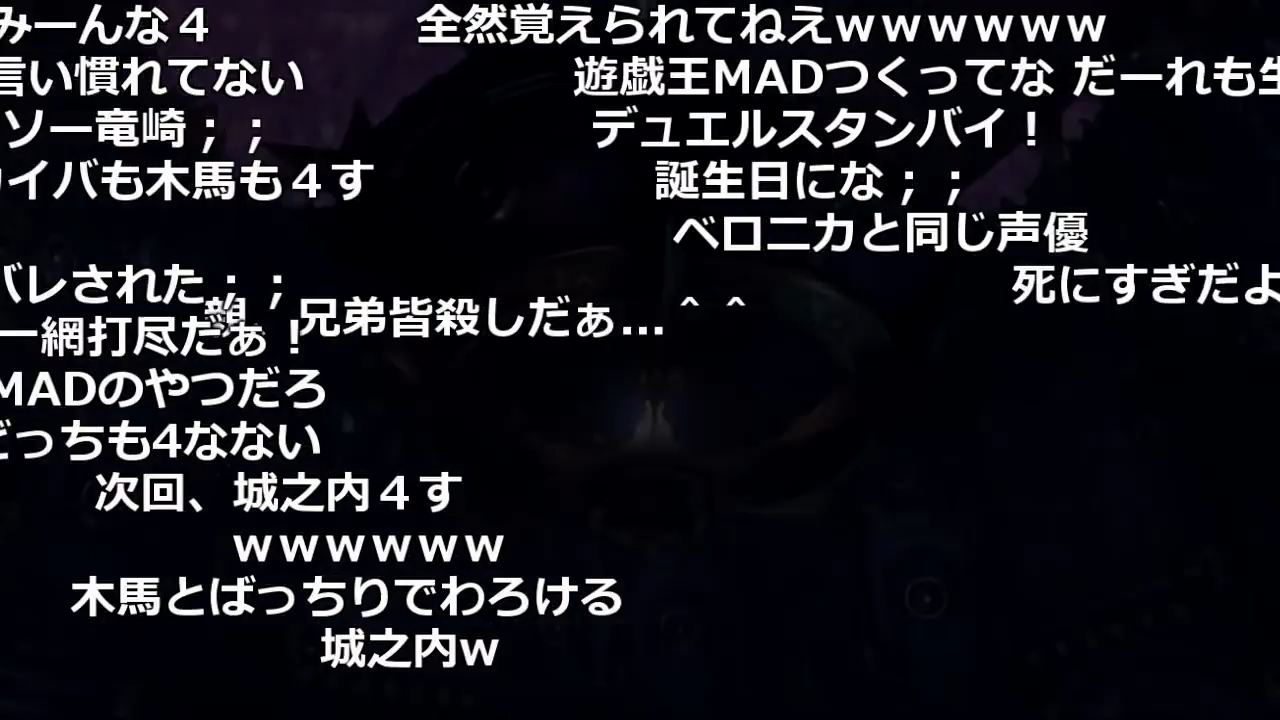 みーんな４
全然覚えられてねえｗｗｗｗｗｗ
言い慣れてない
遊戯王MADつくってな
だーれも生
ソー竜崎；；
デュエルスタンバイ！
イバも木馬も４す
誕生日にな；；
ベロニカと同じ声優
バレされた；；
死にすぎだよ
兄弟皆殺しだぁ...＾＾
一網打尽だぁ！
MADのやつだろ
どっちも4なない
次回、城之内４す
ｗｗｗｗｗｗ
木馬とばっちりでわろける
城之内w